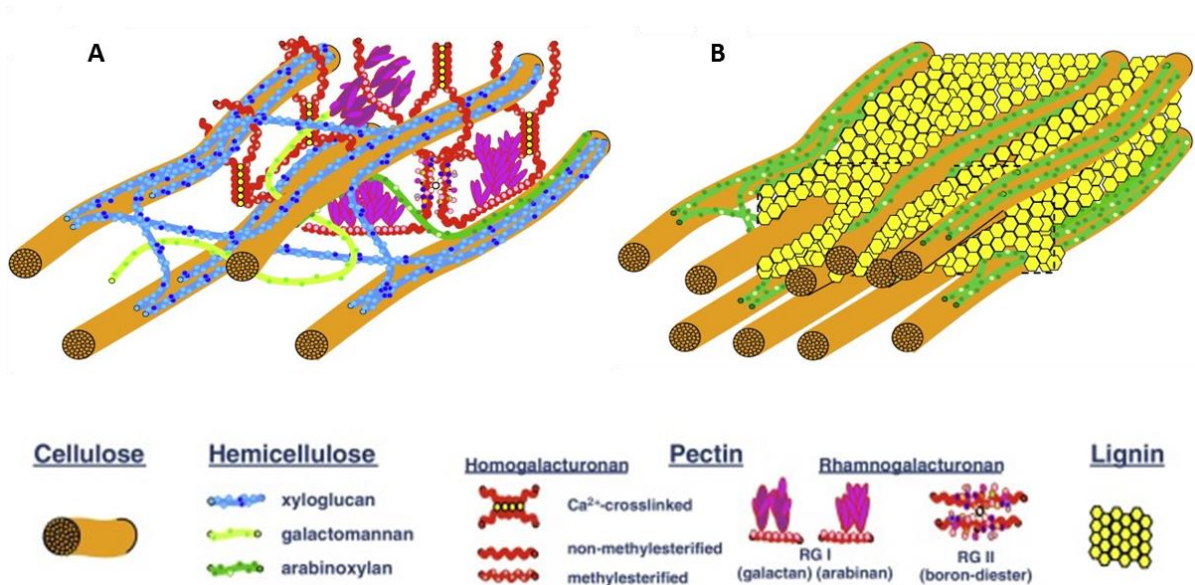 A
B
Cellulose
Hemicellulose
xyloglucan
galactomannan
arabinoxylan
Pectin
Homogalacturonan
Ca²⁺-crosslinked
non-methylesterified
methylesterified
Rhamnogalacturonan
RG I
(galactan) (arabinan)
RG II
(boron-diester)
Lignin